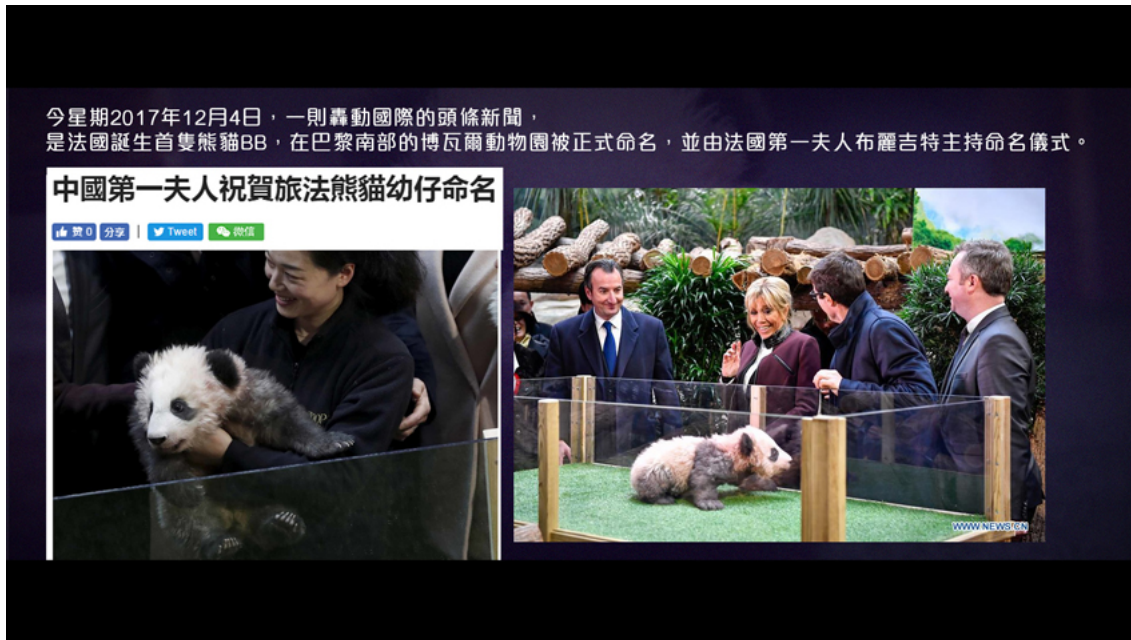 今星期2017年12月4日，一則轟動國際的頭條新聞，
是法國誕生首隻熊貓BB，在巴黎南部的博瓦爾動物園被正式命名，並由法國第一夫人布麗吉特主持命名儀式。
中國第一夫人祝賀旅法熊貓幼仔命名
赞 0 分享 | Tweet 微信
WWW.NEWS.CN